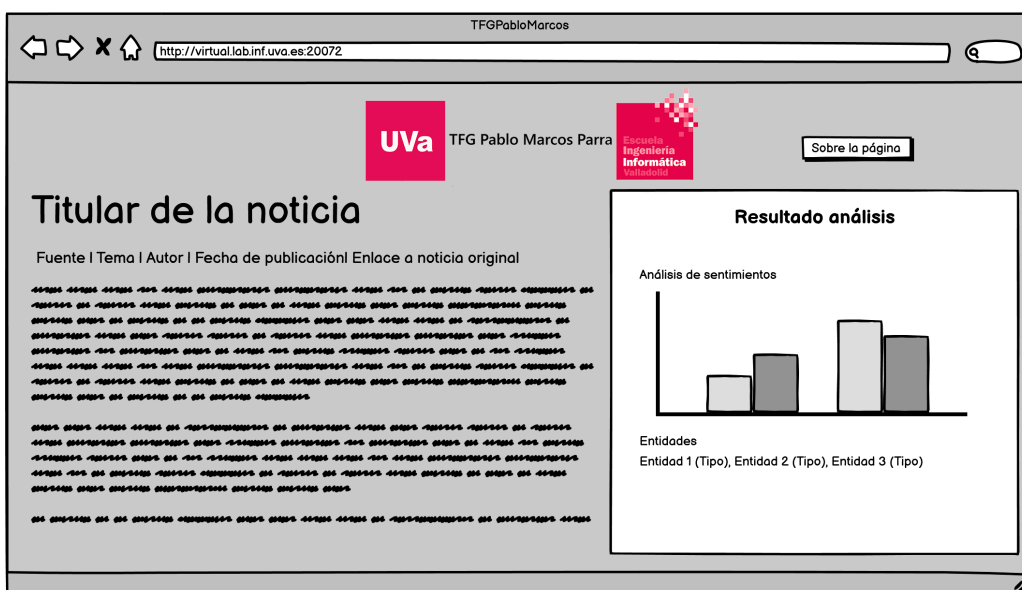 TFGPabloMarcos
http://virtual.lab.inf.uva.es:20072
UVa
TFG Pablo Marcos Parra
Escuela
Ingeniería
Informática
Valladolid
Sobre la página
Titular de la noticia
Fuente | Tema | Autor | Fecha de publicación| Enlace a noticia original
Resultado análisis
Análisis de sentimientos
Entidades
Entidad 1 (Tipo), Entidad 2 (Tipo), Entidad 3 (Tipo)